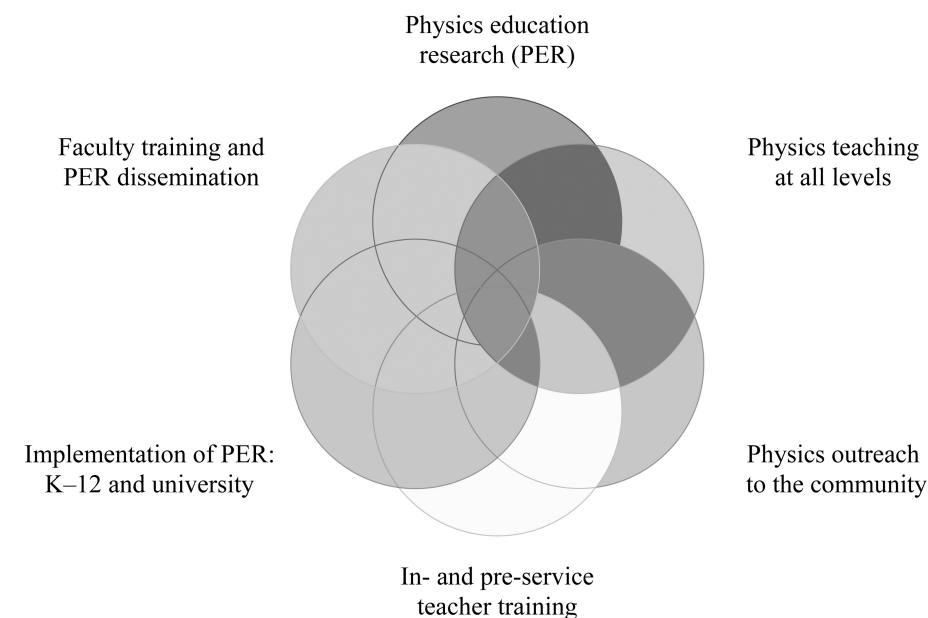 Physics education
research (PER)
Faculty training and
PER dissemination
Physics teaching
at all levels
Implementation of PER:
K–12 and university
Physics outreach
to the community
In- and pre-service
teacher training